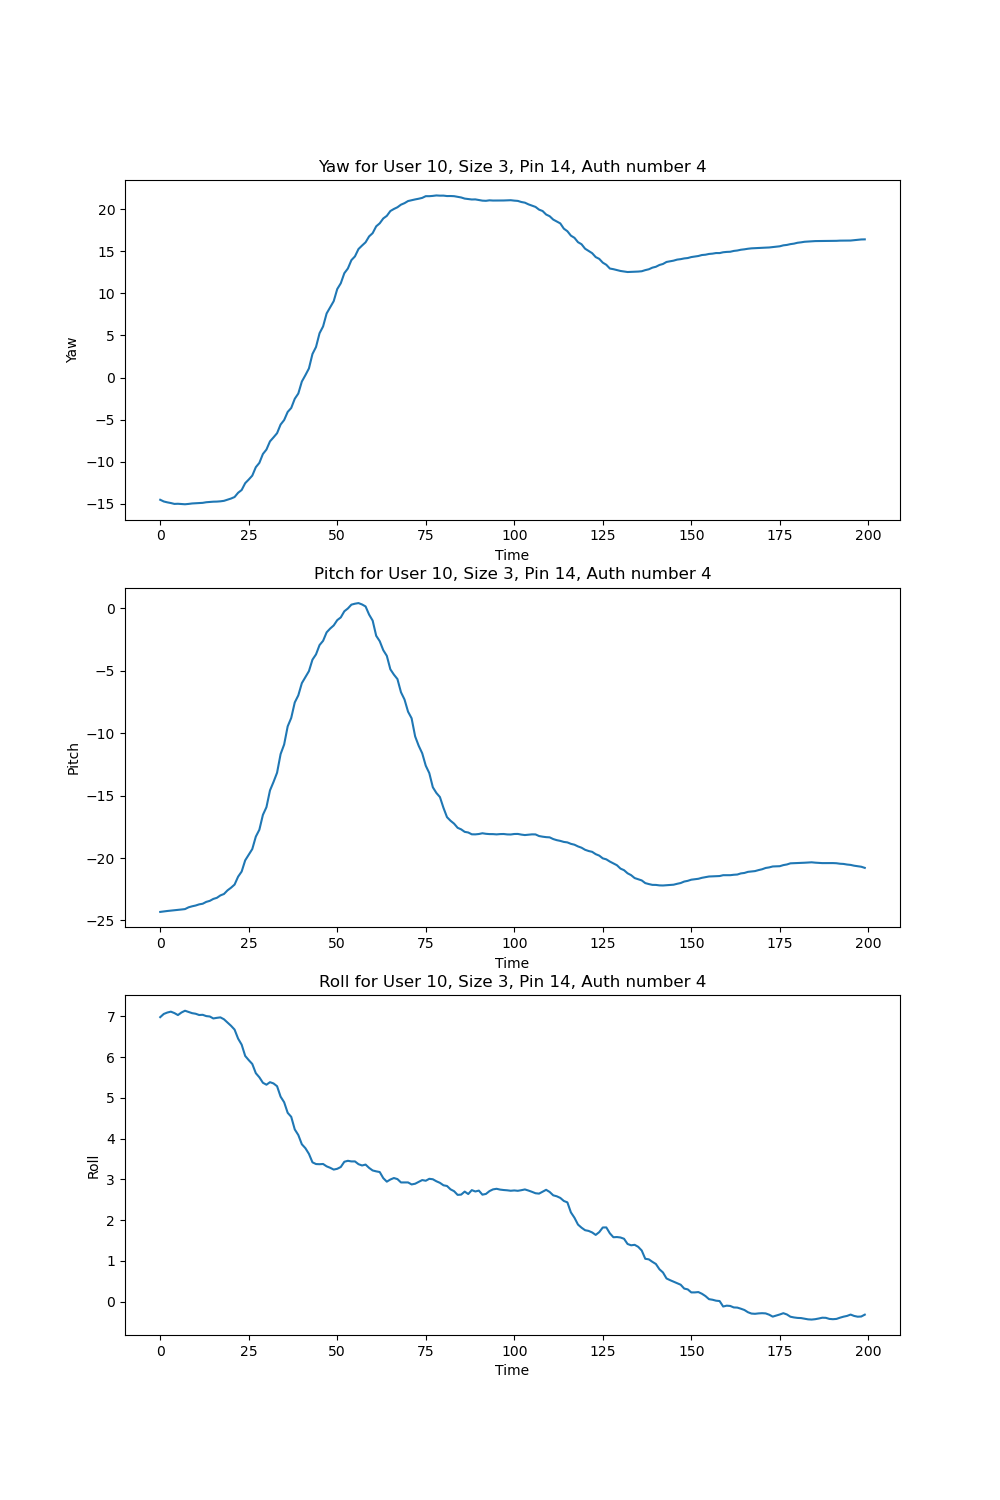 Yaw for User 10, Size 3, Pin 14, Auth number 4
20
15
10
5
0
−5
−10
−15
Yaw
0 25 50 75 100 125 150 175 200
Time
Pitch for User 10, Size 3, Pin 14, Auth number 4
0
−5
−10
−15
−20
−25
Pitch
0 25 50 75 100 125 150 175 200
Time
Roll for User 10, Size 3, Pin 14, Auth number 4
7
6
5
4
3
2
1
0
Roll
0 25 50 75 100 125 150 175 200
Time